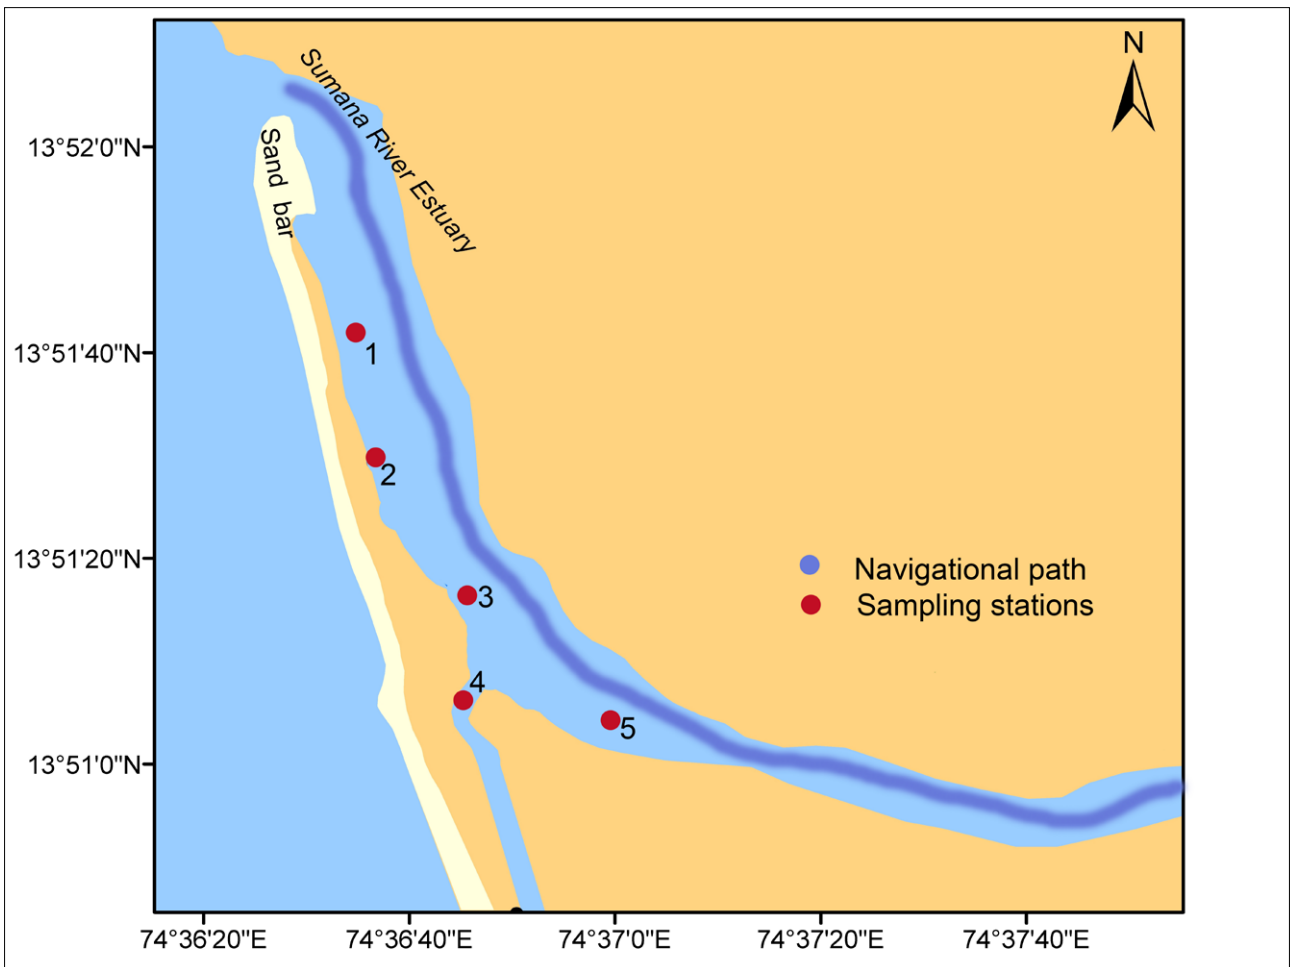 N
Sumana River Estuary
Sand bar
13°52'0"N
13°51'40"N
13°51'20"N
13°51'0"N
1
2
3
4
5
Navigational path
Sampling stations
74°36'20"E
74°36'40"E
74°37'0"E
74°37'20"E
74°37'40"E